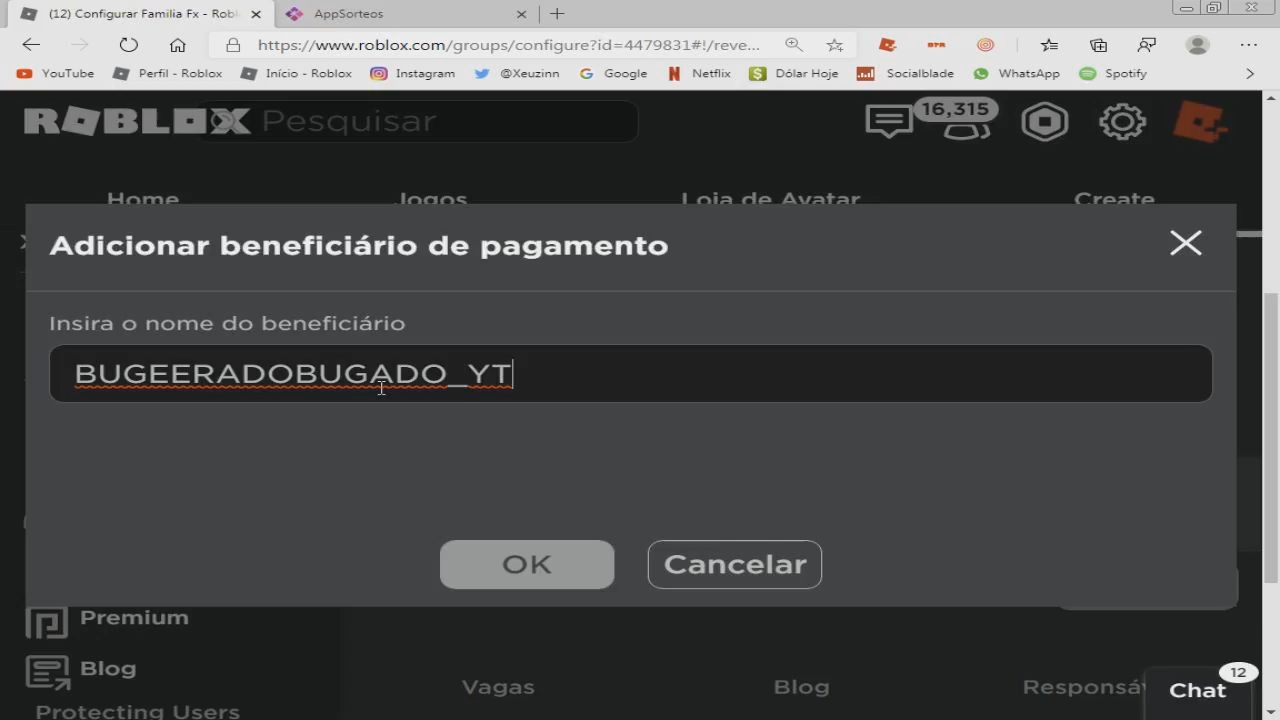 (12) Configurar Familia Fx - Robl
AppSorteos
https://www.roblox.com/groups/configure?id=4479831#!/reve...
YouTube
Perfil - Roblox
Início - Roblox
Instagram
@Xeuzinn
Google
Netflix
Dólar Hoje
Socialblade
WhatsApp
Spotify
ROBLOX
Pesquisar
16,315
Home
Jogos
Loja de Avatar
Create
Adicionar beneficiário de pagamento
Insira o nome do beneficiário
BUGEERADOBUGADO_YT
OK
Cancelar
Premium
Blog
Protecting Users
Vagas
Blog
Responsáv
Chat
12